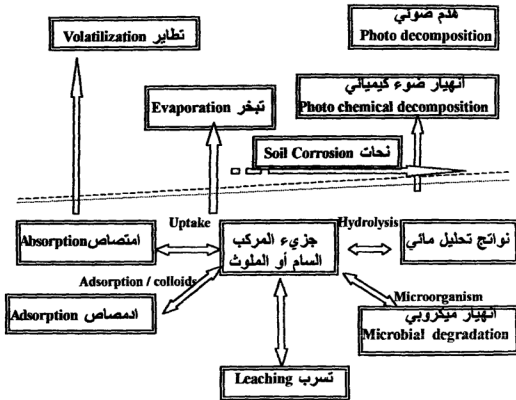 هدم ضوئي
Photo decomposition
تطاير Volatilization
انهيار ضوء كيميائي
Photo chemical decomposition
تبخر Evaporation
نحات Soil Corrosion
Uptake
Hydrolysis
امتصاص Absorption
جزيء المركب
السام أو الملوث
نواتج تحليل مائي
Adsorption / colloids
Microorganism
ادمصاص Adsorption
انهيار ميكروبي
Microbial degradation
تسرب Leaching